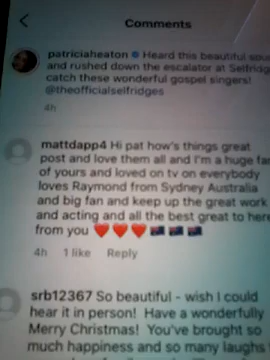 Comments
patriciaheaton Heard this beautiful sou
and rushed down the escalator at Selfridg
catch these wonderful gospel singers!
@theofficialselfridges
4h
mattdapp4 Hi pat how's things great
post and love them all and I'm a huge fan
of yours and loved on tv on everybody
loves Raymond from Sydney Australia
and big fan and keep up the great work
and acting and all the best great to here
from you ❤️❤️❤️🇦🇺🇦🇺🇦🇺
4h 1 like Reply
srb12367 So beautiful - wish I could
hear it in person! Have a wonderfully
Merry Christmas! You've brought so
much happiness and so many laughs